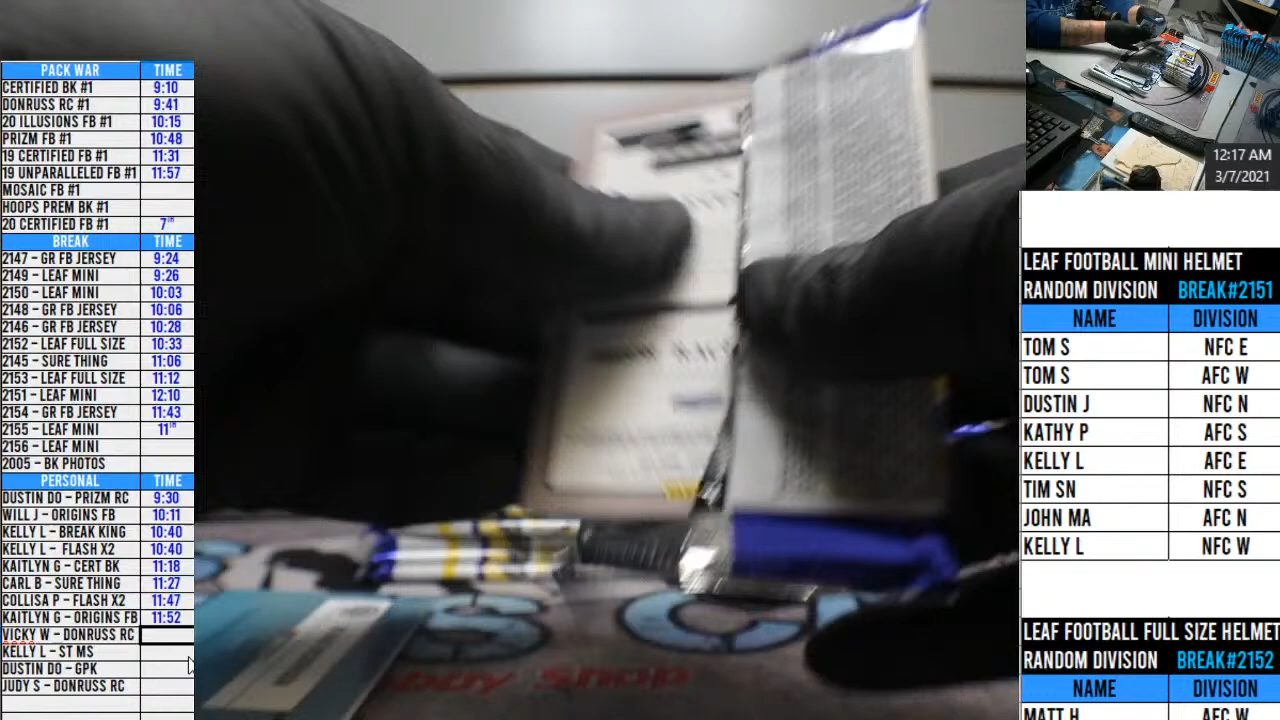 PACK WAR TIME
CERTIFIED BK #1 9:10
DONRUSS RC #1 9:41
20 ILLUSIONS FB #1 10:15
PRIZM FB #1 10:48
19 CERTIFIED FB #1 11:31
19 UNPARALLELED FB #1 11:57
MOSAIC FB #1
HOOPS PREM BK #1
20 CERTIFIED FB #1 7TH
BREAK TIME
2147 – GR FB JERSEY 9:24
2149 – LEAF MINI 9:26
2150 – LEAF MINI 10:03
2148 – GR FB JERSEY 10:06
2146 – GR FB JERSEY 10:28
2152 – LEAF FULL SIZE 10:33
2145 – SURE THING 11:06
2153 – LEAF FULL SIZE 11:12
2151 – LEAF MINI 12:10
2154 – GR FB JERSEY 11:43
2155 – LEAF MINI 11TH
2156 – LEAF MINI
2005 – BK PHOTOS
PERSONAL TIME
DUSTIN DO – PRIZM RC 9:30
WILL J – ORIGINS FB 10:11
KELLY L – BREAK KING 10:40
KELLY L – FLASH X2 10:40
KAITLYN G – CERT BK 11:18
CARL B – SURE THING 11:27
COLLISA P – FLASH X2 11:47
KAITLYN G – ORIGINS FB 11:52
VICKY W – DONRUSS RC
KELLY L – ST MS
DUSTIN DO – GPK
JUDY S – DONRUSS RC
S C
bby Shop
12:17 AM
3/7/2021
LEAF FOOTBALL MINI HELMET
RANDOM DIVISION BREAK#2151
NAME DIVISION
TOM S NFC E
TOM S AFC W
DUSTIN J NFC N
KATHY P AFC S
KELLY L AFC E
TIM SN NFC S
JOHN MA AFC N
KELLY L NFC W
LEAF FOOTBALL FULL SIZE HELMET
RANDOM DIVISION BREAK#2152
NAME DIVISION
MATT H AFC W